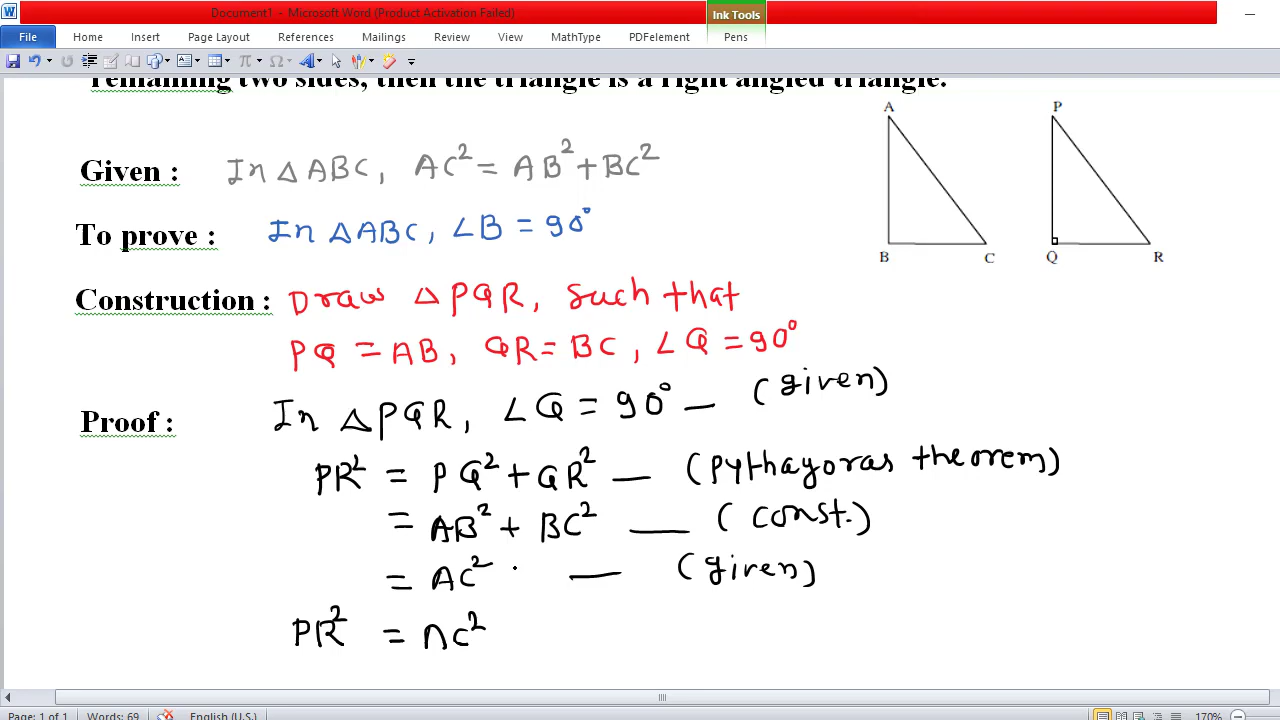 Document1 - Microsoft Word (Product Activation Failed)
Ink Tools
File Home Insert Page Layout References Mailings Review View MathType PDFelement Pens
remaining two sides, then the triangle is a right angled triangle.
A P
Given : In △ABC, AC² = AB² + BC²
To prove : In △ABC, ∠B = 90°
B C Q R
Construction : Draw △PQR, such that
PQ = AB, QR = BC, ∠Q = 90°
Proof : In △PQR, ∠Q = 90° — (given)
PR² = PQ² + QR² — (pythagoras theorem)
= AB² + BC² — (const.)
= AC² — (given)
PR² = AC²
Page: 1 of 1 Words: 69 English (U.S.) 170%